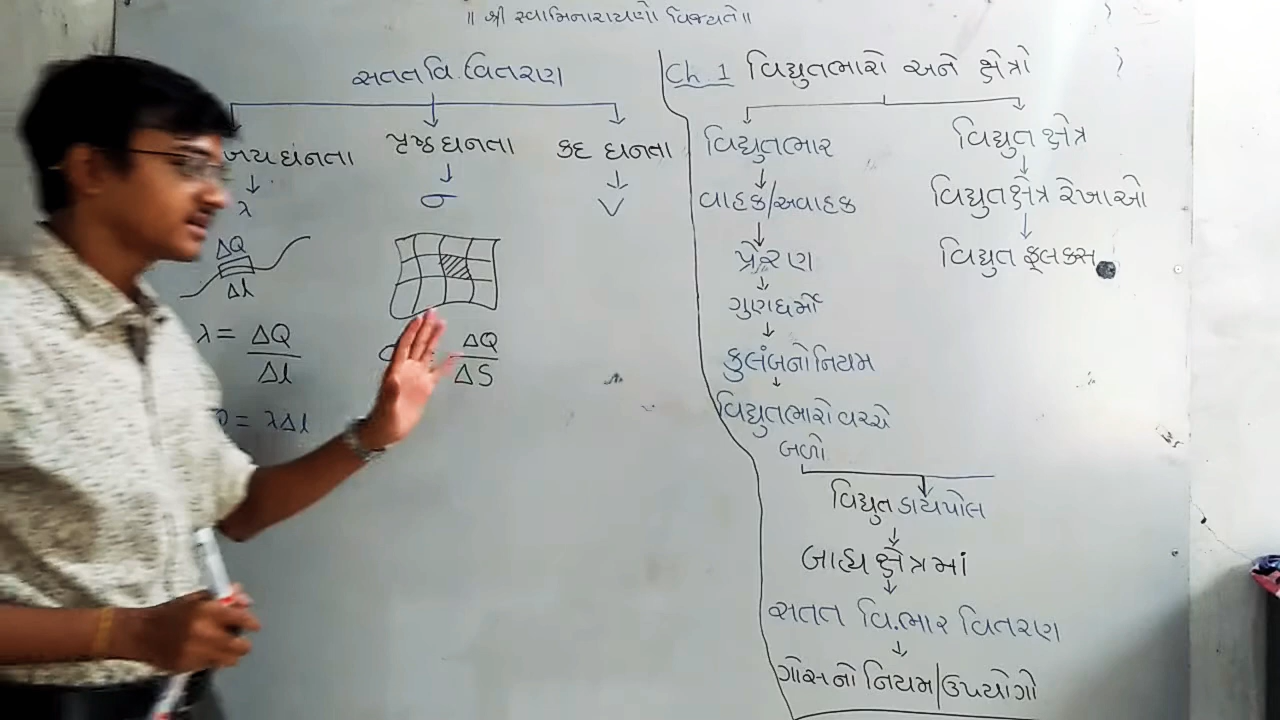 ॥ શ્રી સ્વામિનારાયણો વિજયતે ॥
સતત વિ. વિતરણ
ઘનતા
પૃષ્ઠ ઘનતા
કદ ઘનતા
λ
σ
V
ΔQ
Δl
λ = ΔQ / Δl
ΔQ / ΔS
= λΔl
Ch. 1 વિદ્યુતભારો અને ક્ષેત્રો
વિદ્યુતભાર
વાહક/અવાહક
પ્રેરણ
ગુણધર્મો
કુલંબનો નિયમ
વિદ્યુતભારો વચ્ચે
બળો
વિદ્યુત ડાયપોલ
બાહ્ય ક્ષેત્રમાં
સતત વિ.ભાર વિતરણ
ગોસનો નિયમ/ઉપયોગો
વિદ્યુત ક્ષેત્ર
વિદ્યુતક્ષેત્ર રેખાઓ
વિદ્યુત ફ્લક્સ